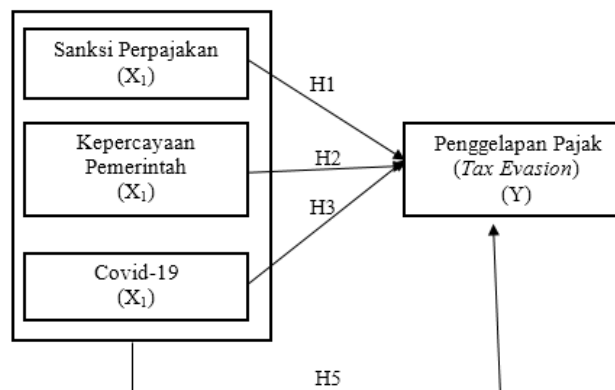 Sanksi Perpajakan
(X₁)
H1
Kepercayaan
Pemerintah
(X₁)
H2
Penggelapan Pajak
(Tax Evasion)
(Y)
H3
Covid-19
(X₁)
H5